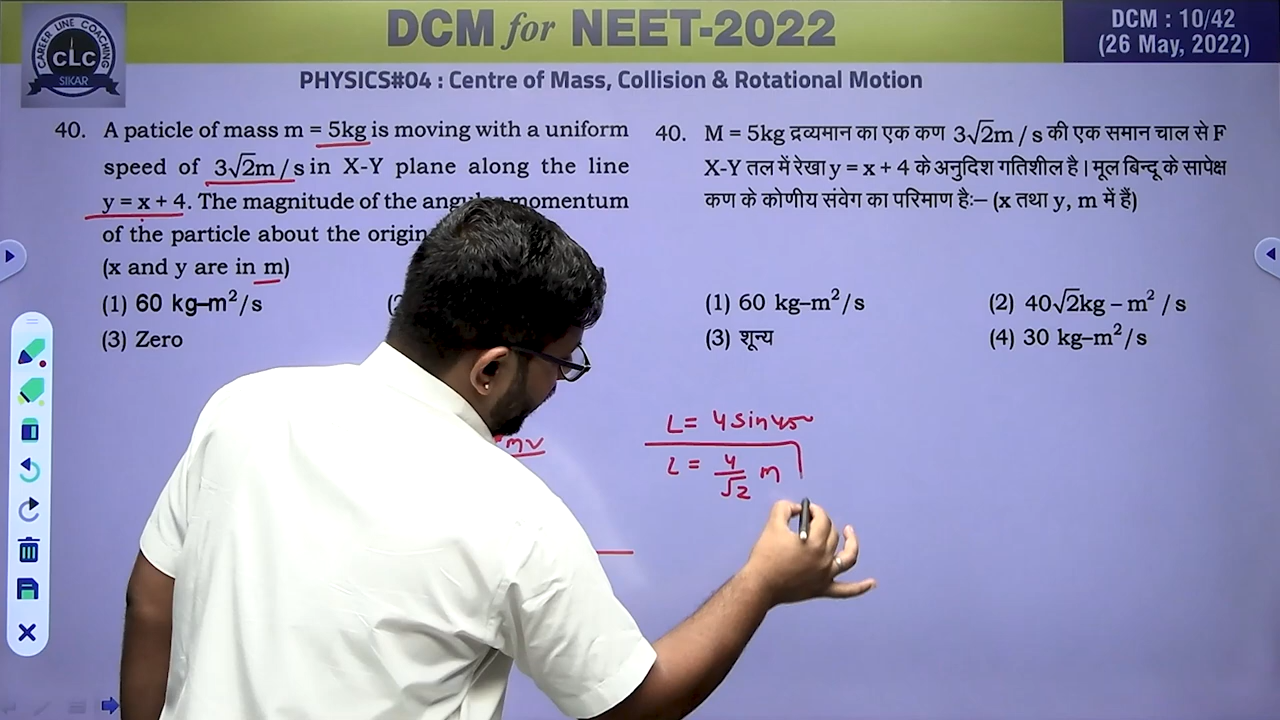 DCM for NEET-2022
DCM : 10/42
(26 May, 2022)
CAREER LINE COACHING
CLC
SIKAR
PHYSICS#04 : Centre of Mass, Collision & Rotational Motion
40. A paticle of mass m = 5kg is moving with a uniform
speed of 3√2m / s in X-Y plane along the line
y = x + 4. The magnitude of the angular momentum
of the particle about the origin
(x and y are in m)
(1) 60 kg–m²/s
(3) Zero
40. M = 5kg द्रव्यमान का एक कण 3√2m / s की एक समान चाल से F
X-Y तल में रेखा y = x + 4 के अनुदिश गतिशील है। मूल बिन्दू के सापेक्ष
कण के कोणीय संवेग का परिमाण है:– (x तथा y, m में हैं)
(1) 60 kg–m²/s (2) 40√2kg – m² / s
(3) शून्य (4) 30 kg–m²/s
mv
L = 4 sin45°
L = 4/√2 m